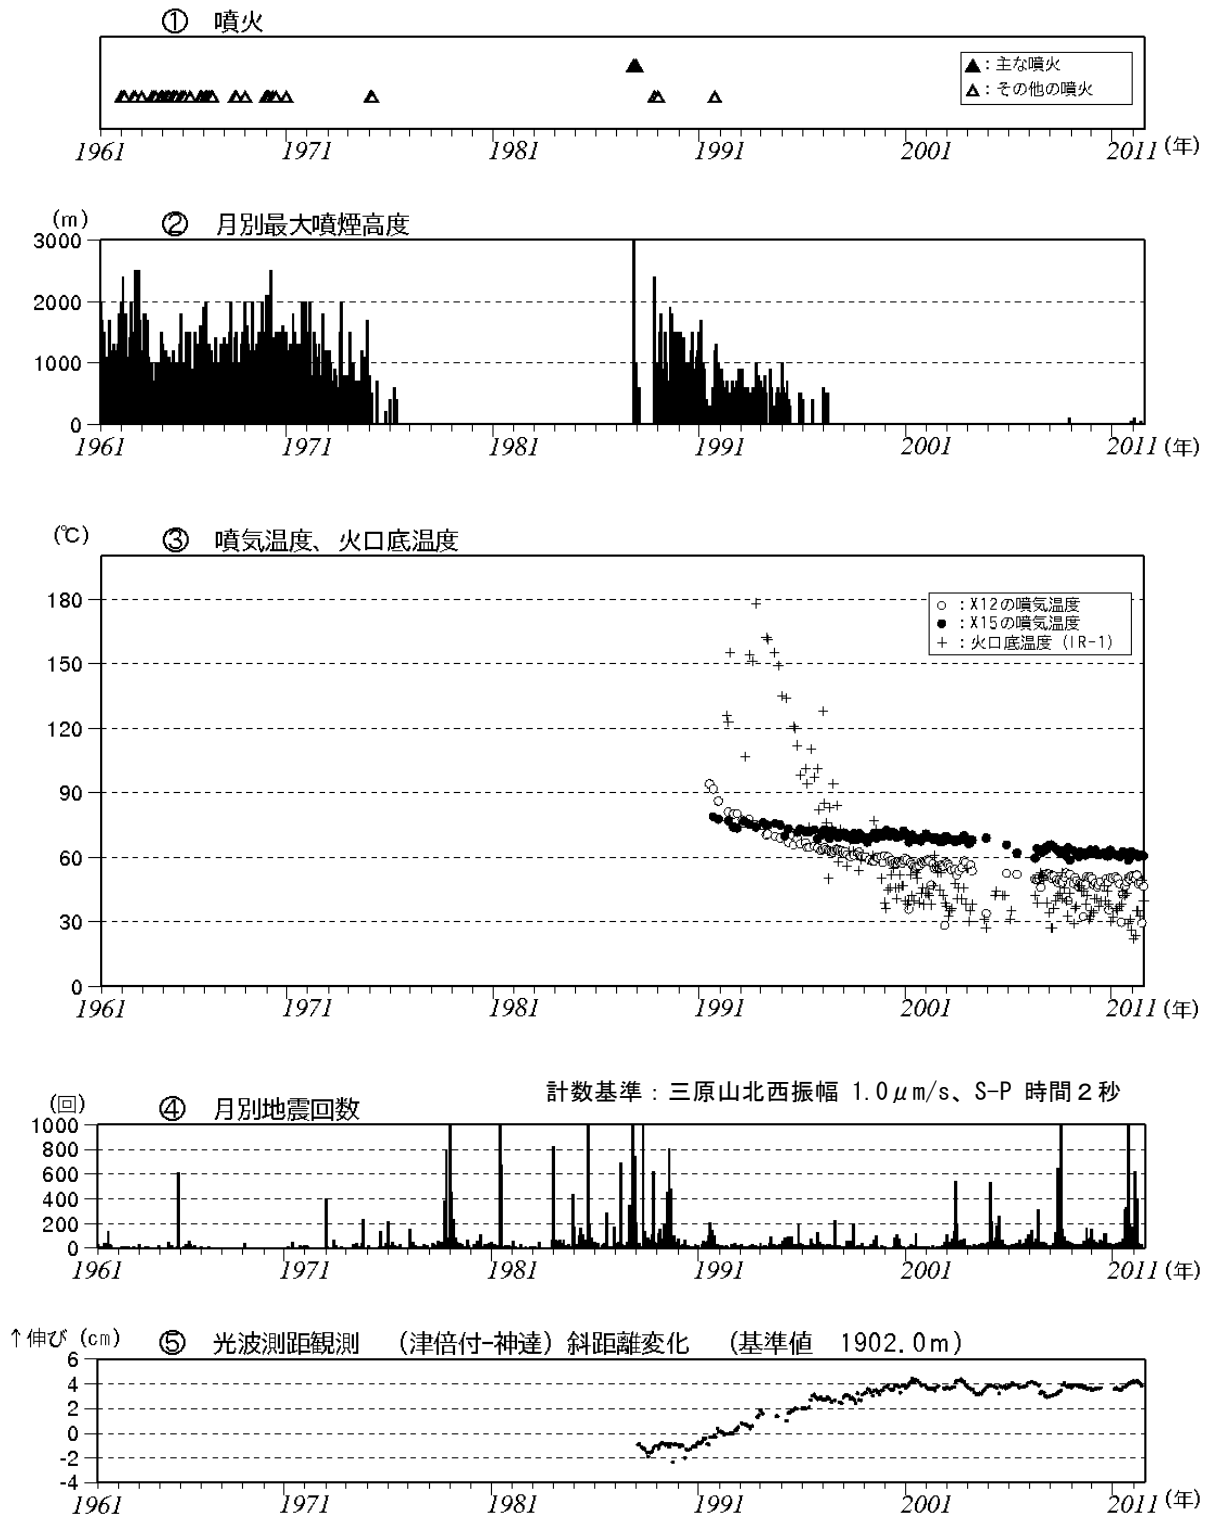 ① 噴火
▲：主な噴火
△：その他の噴火
1961 1971 1981 1991 2001 2011 (年)
(m) ② 月別最大噴煙高度
3000
2000
1000
0
1961 1971 1981 1991 2001 2011 (年)
(℃) ③ 噴気温度、火口底温度
180
150
120
90
60
30
0
○：X12の噴気温度
●：X15の噴気温度
+：火口底温度(IR-1)
1961 1971 1981 1991 2001 2011 (年)
(回) ④ 月別地震回数 計数基準：三原山北西振幅 1.0μm/s、S-P 時間2秒
1000
800
600
400
200
0
1961 1971 1981 1991 2001 2011 (年)
↑伸び (cm) ⑤ 光波測距観測 (津倍付-神達) 斜距離変化 (基準値 1902.0m)
6
4
2
0
-2
-4
1961 1971 1981 1991 2001 2011 (年)